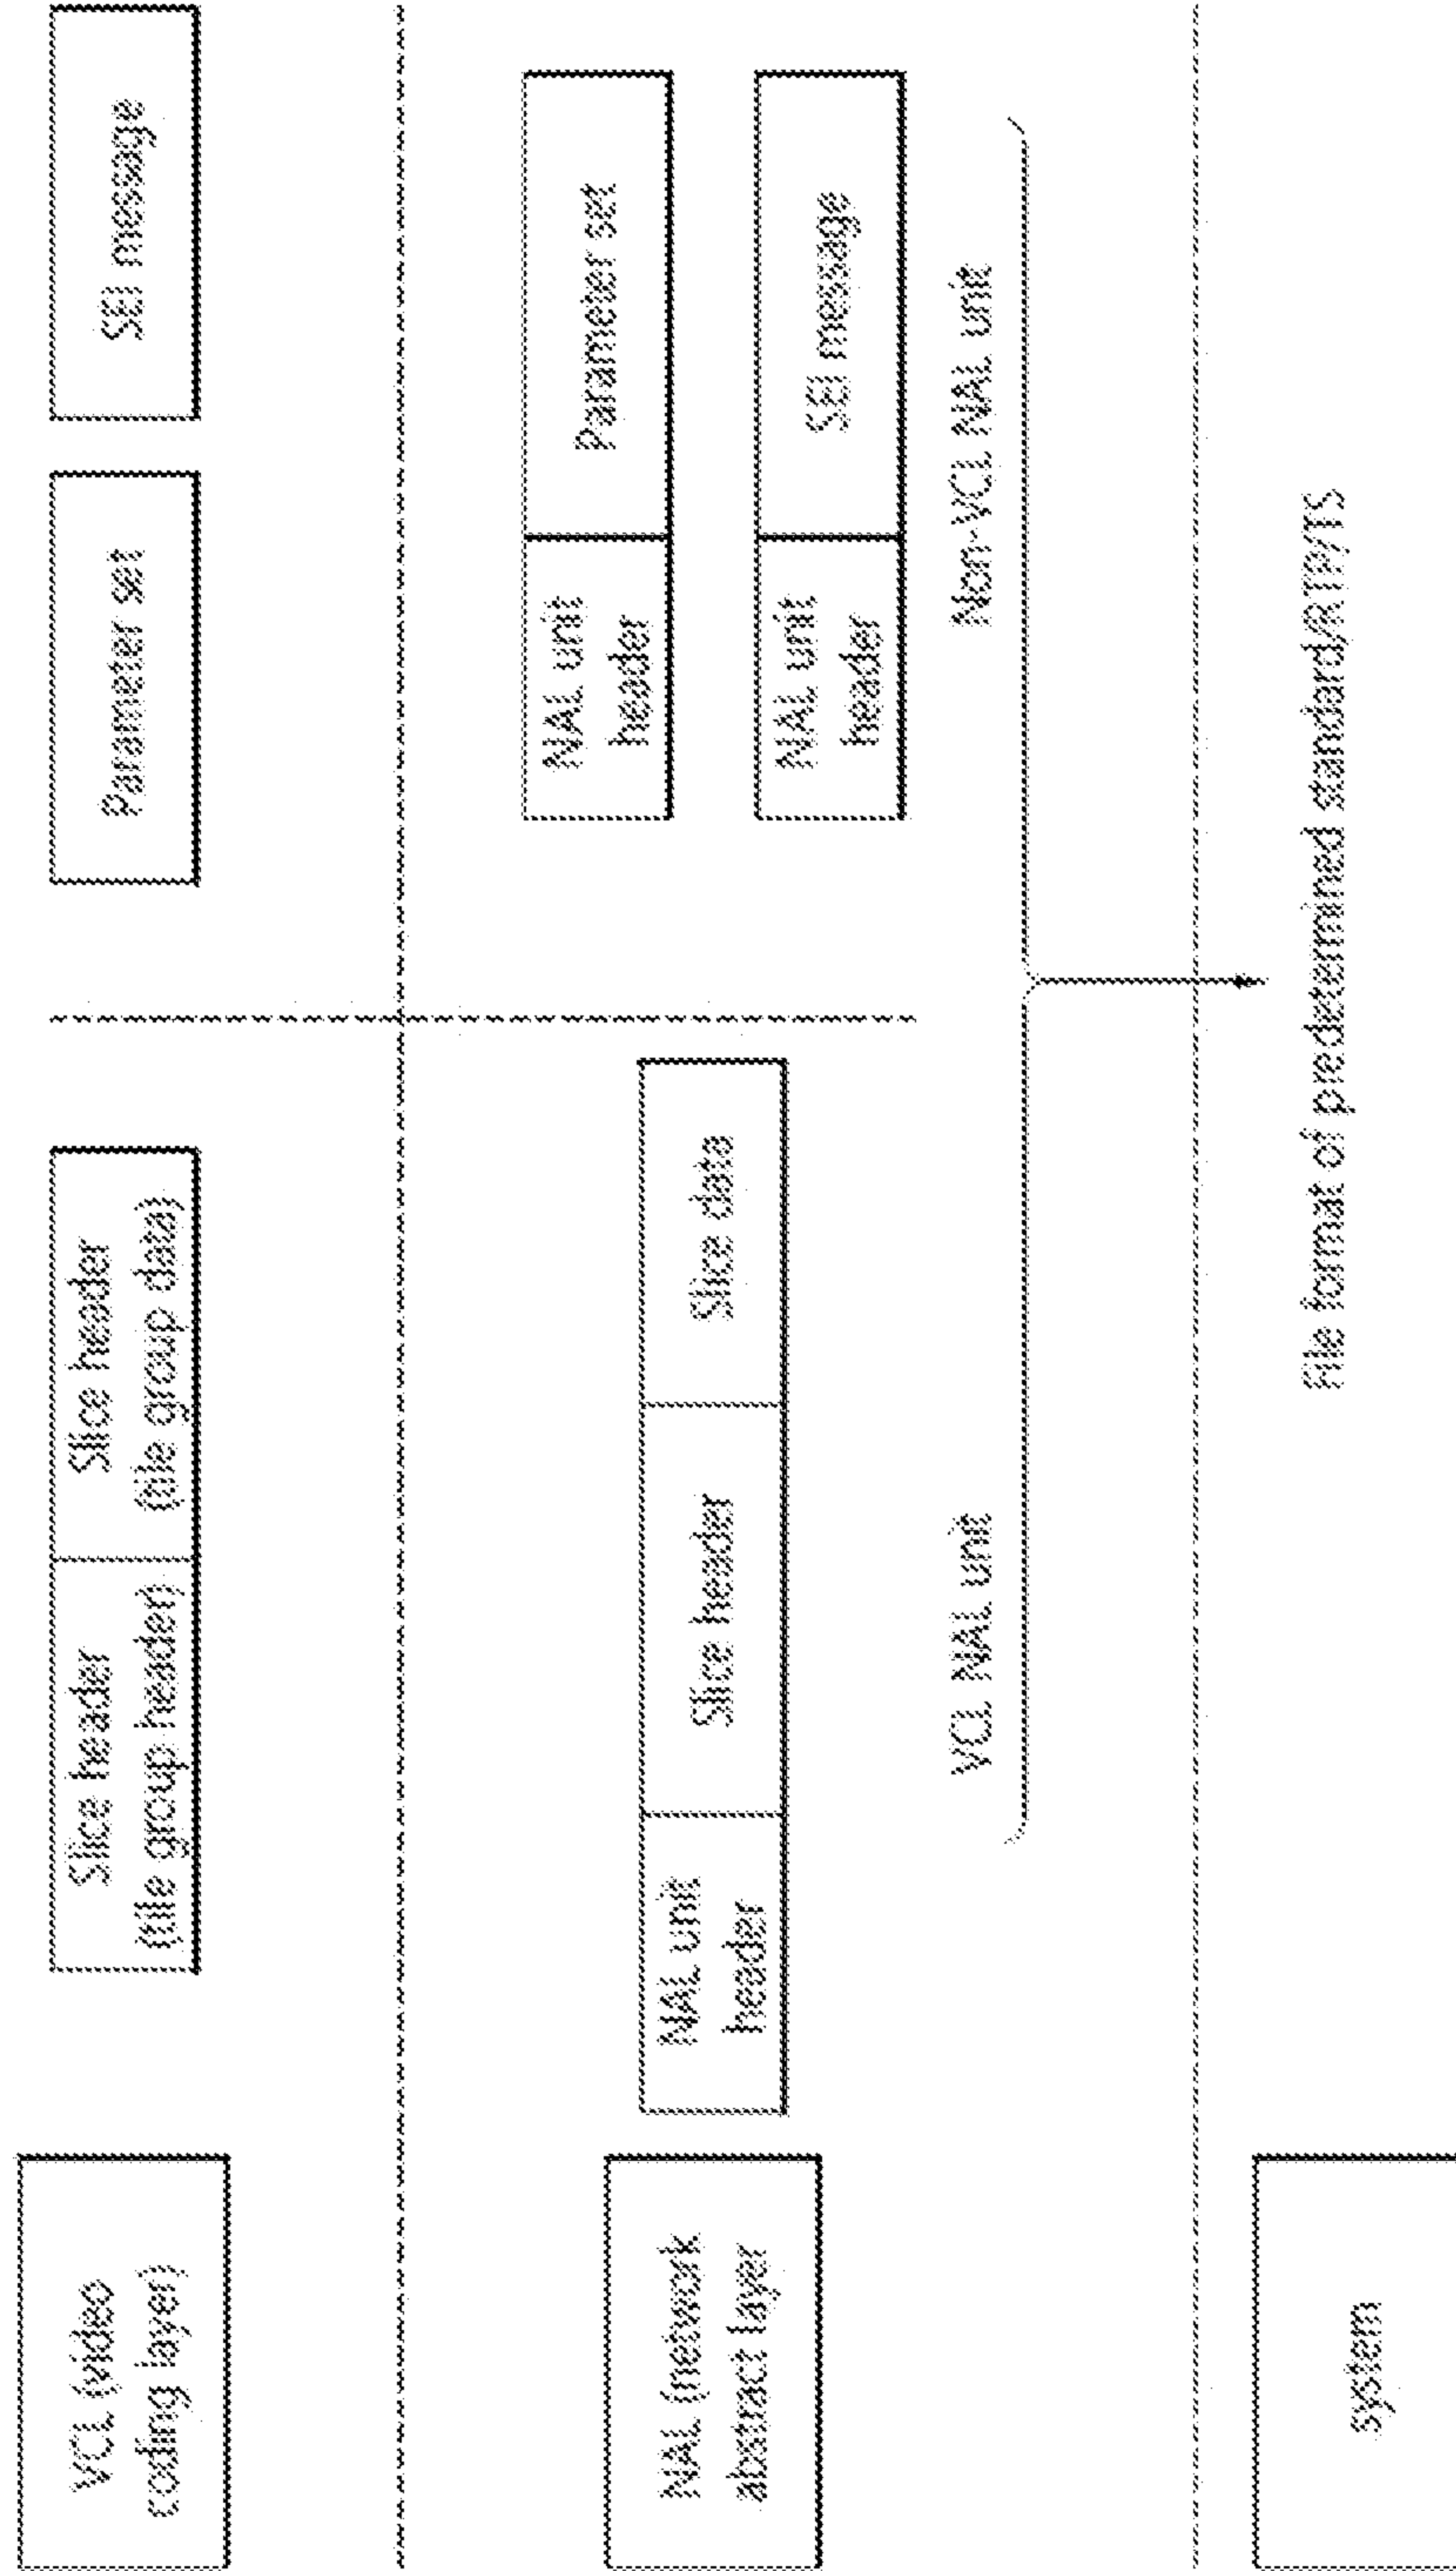 VCL (video
coding layer)
Slice header
(tile group header)
Slice header
(tile group data)
Parameter set
SEI message
NAL (network
abstract layer
NAL unit
header
Slice header
Slice data
NAL unit
header
Parameter set
NAL unit
header
SEI message
VCL NAL unit
Non-VCL NAL unit
system
File format of predetermined standard/RTP/TS